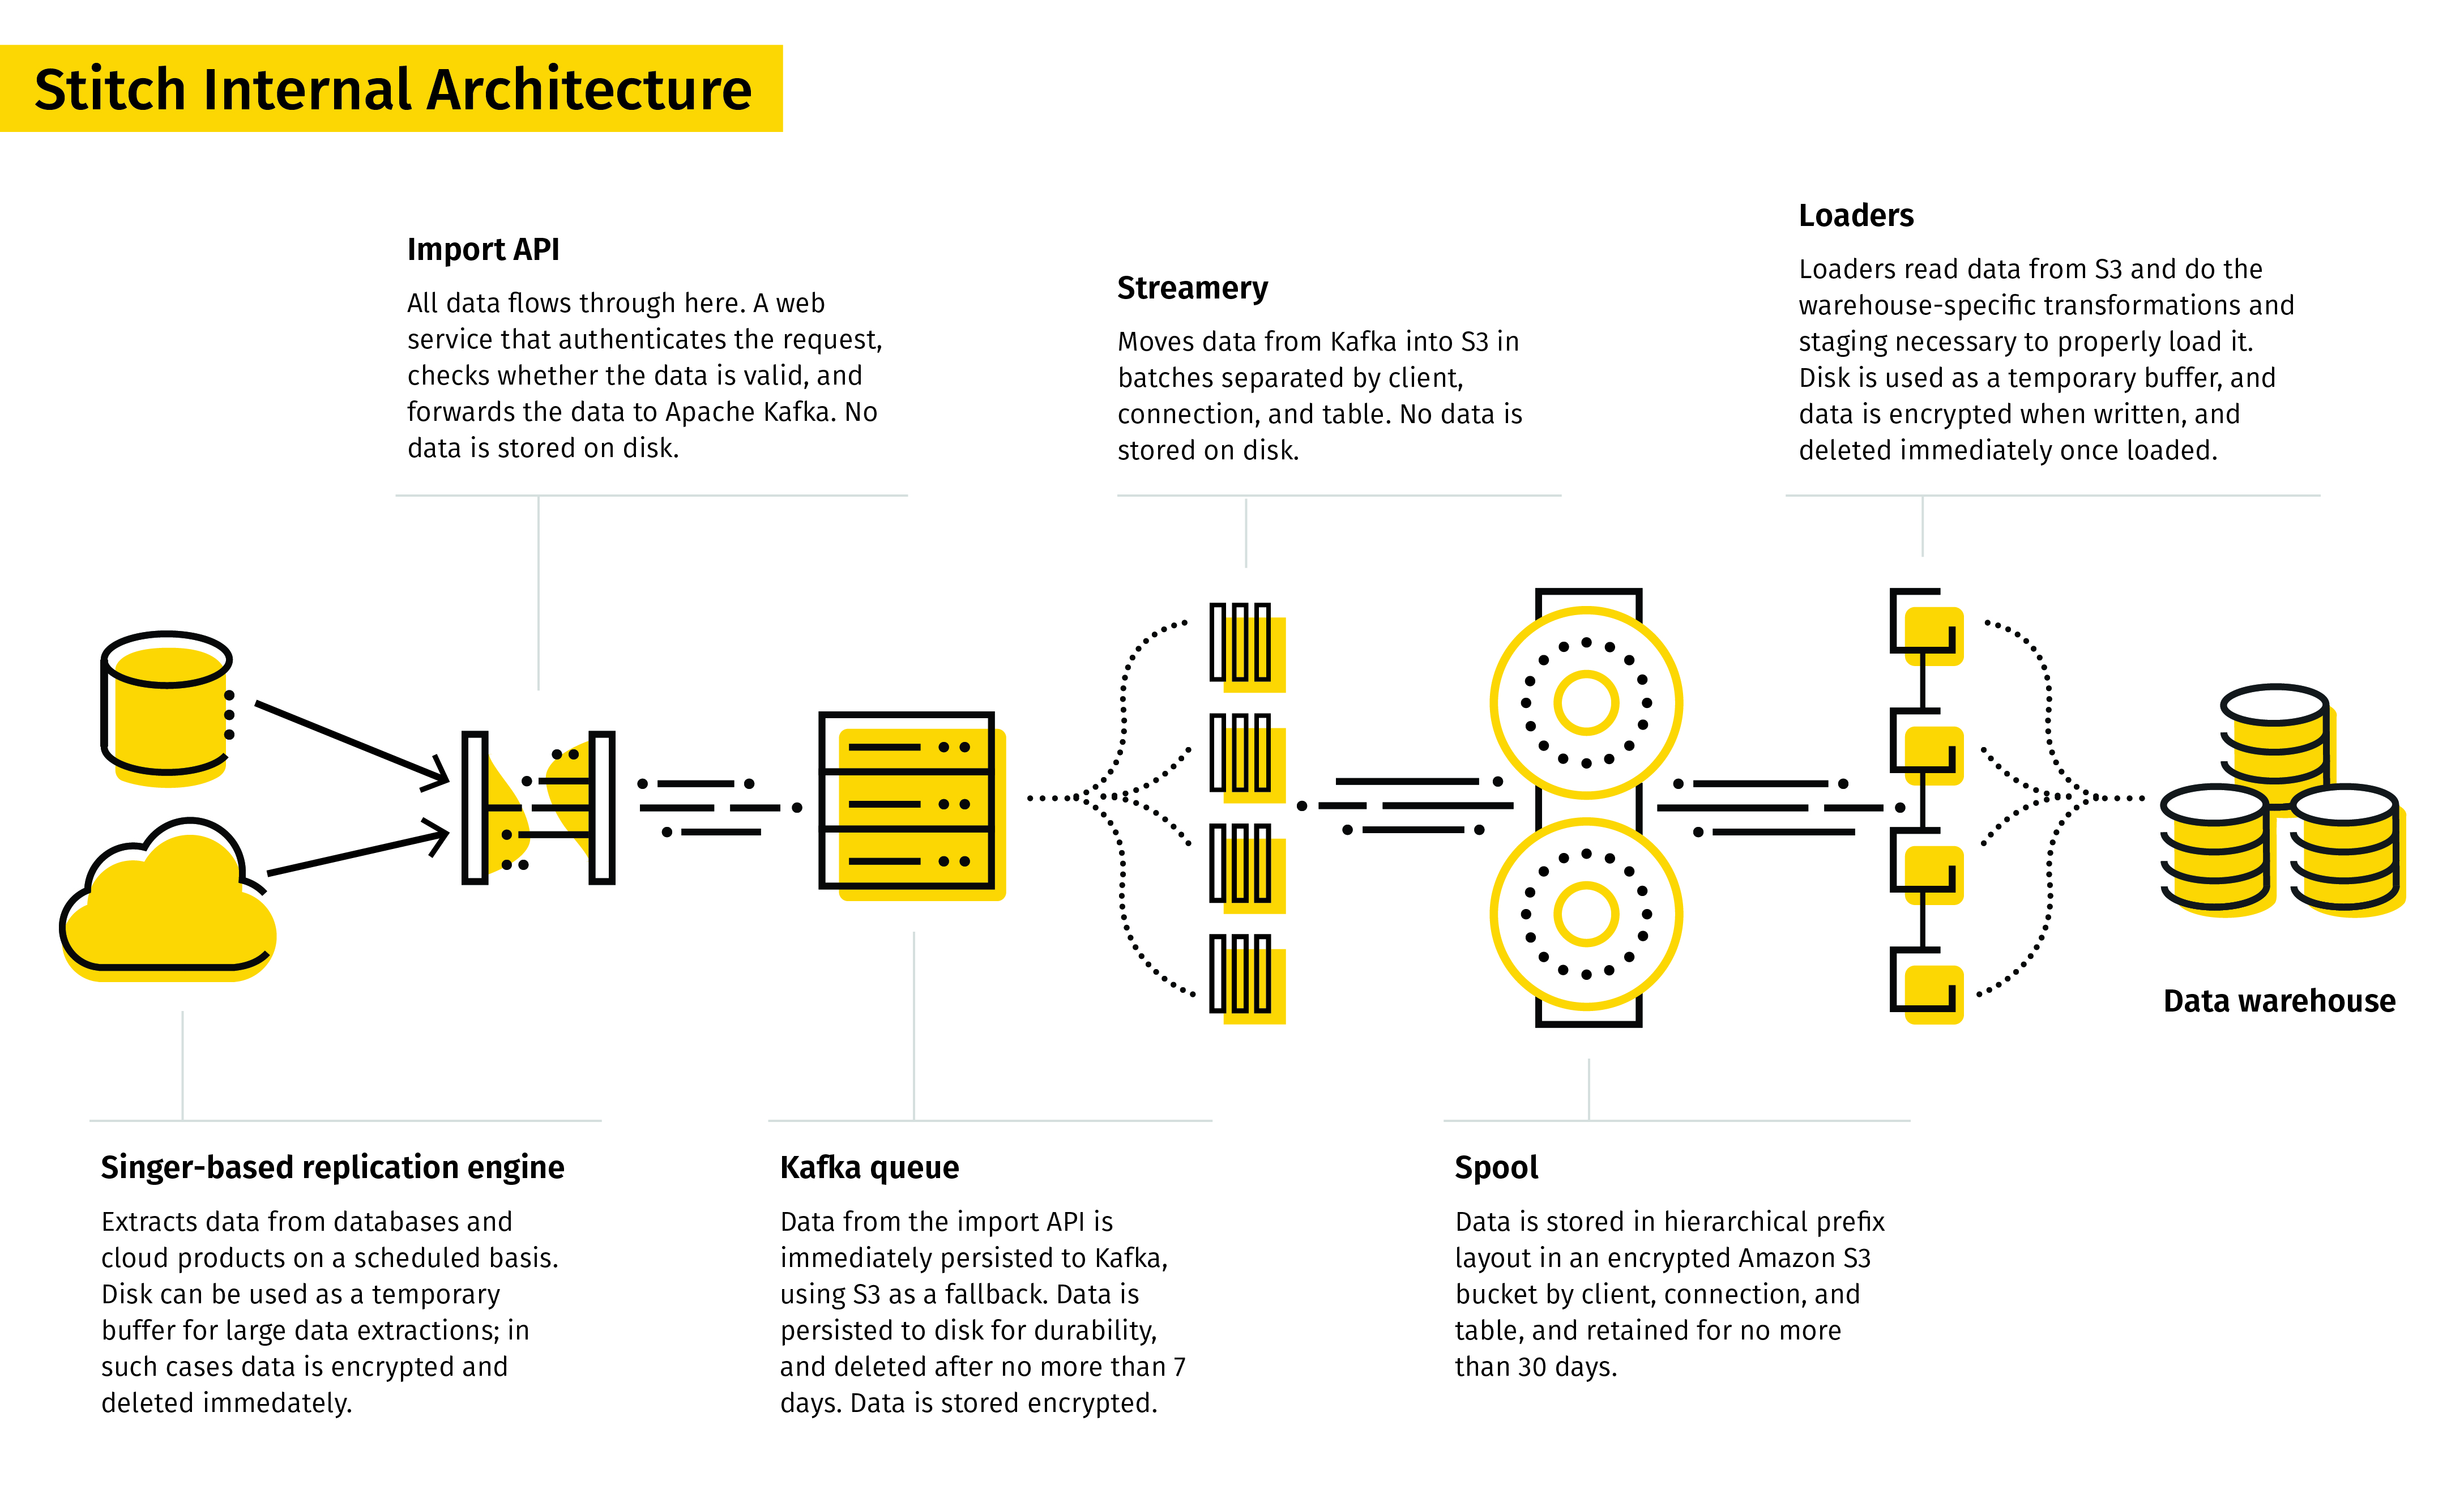 Stitch Internal Architecture
Import API
All data flows through here. A web
service that authenticates the request,
checks whether the data is valid, and
forwards the data to Apache Kafka. No
data is stored on disk.
Streamery
Moves data from Kafka into S3 in
batches separated by client,
connection, and table. No data is
stored on disk.
Loaders
Loaders read data from S3 and do the
warehouse-specific transformations and
staging necessary to properly load it.
Disk is used as a temporary buffer, and
data is encrypted when written, and
deleted immediately once loaded.
Data warehouse
Singer-based replication engine
Extracts data from databases and
cloud products on a scheduled basis.
Disk can be used as a temporary
buffer for large data extractions; in
such cases data is encrypted and
deleted immedately.
Kafka queue
Data from the import API is
immediately persisted to Kafka,
using S3 as a fallback. Data is
persisted to disk for durability,
and deleted after no more than 7
days. Data is stored encrypted.
Spool
Data is stored in hierarchical prefix
layout in an encrypted Amazon S3
bucket by client, connection, and
table, and retained for no more
than 30 days.